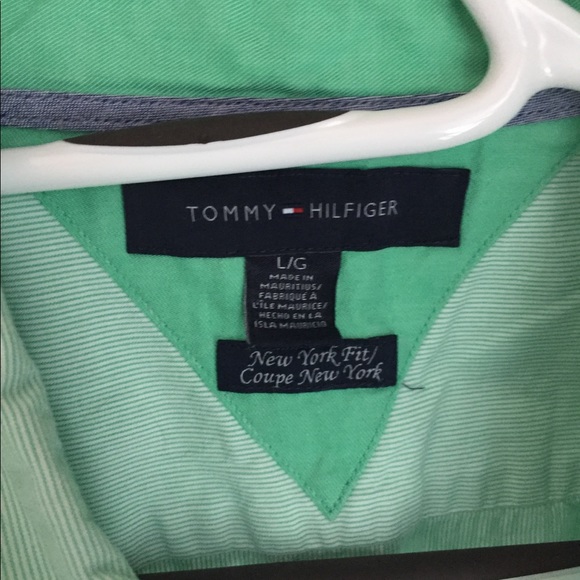 TOMMY HILFIGER
L/G
MADE IN
MAURITIUS/
FABRIQUÉ À
L'ÎLE MAURICE/
HECHO EN LA
ISLA MAURICIO
New York Fit/
Coupe New York